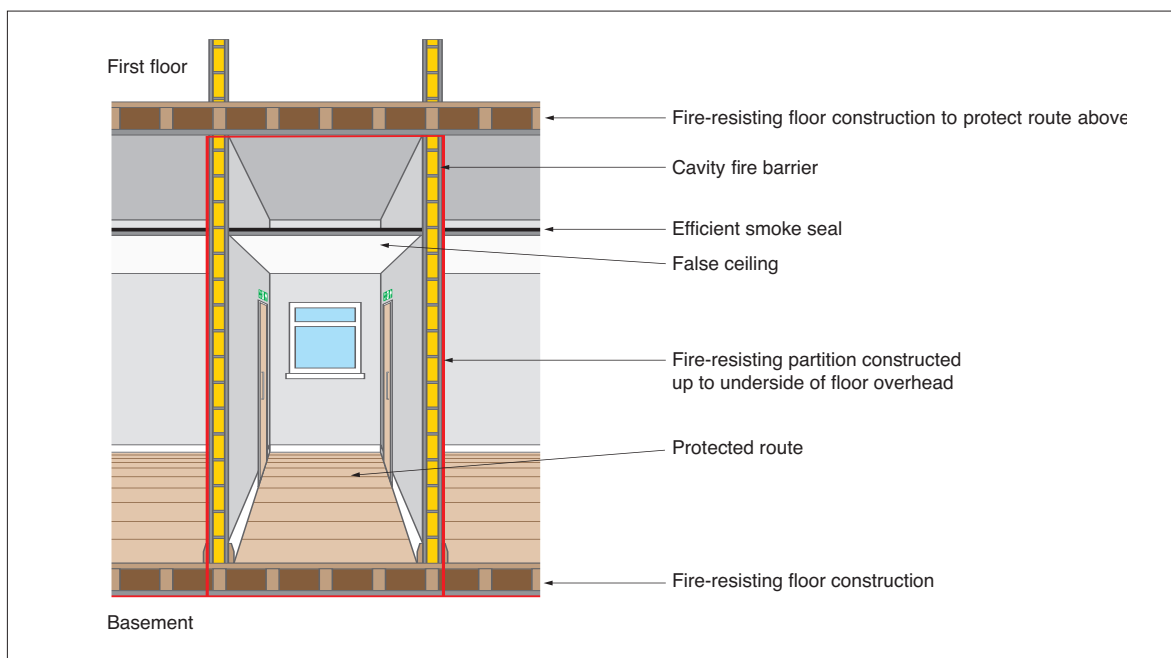 First floor
Fire-resisting floor construction to protect route above
Cavity fire barrier
Efficient smoke seal
False ceiling
Fire-resisting partition constructed
up to underside of floor overhead
Protected route
Fire-resisting floor construction
Basement